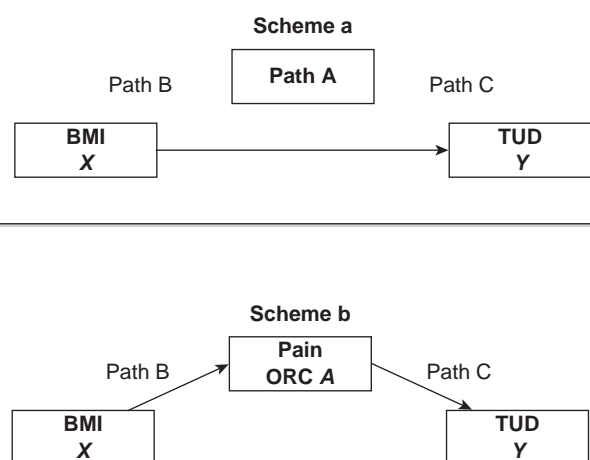 Scheme a
Path B
Path A
Path C
BMI
X
TUD
Y
Scheme b
Path B
Pain
ORC A
Path C
BMI
X
TUD
Y